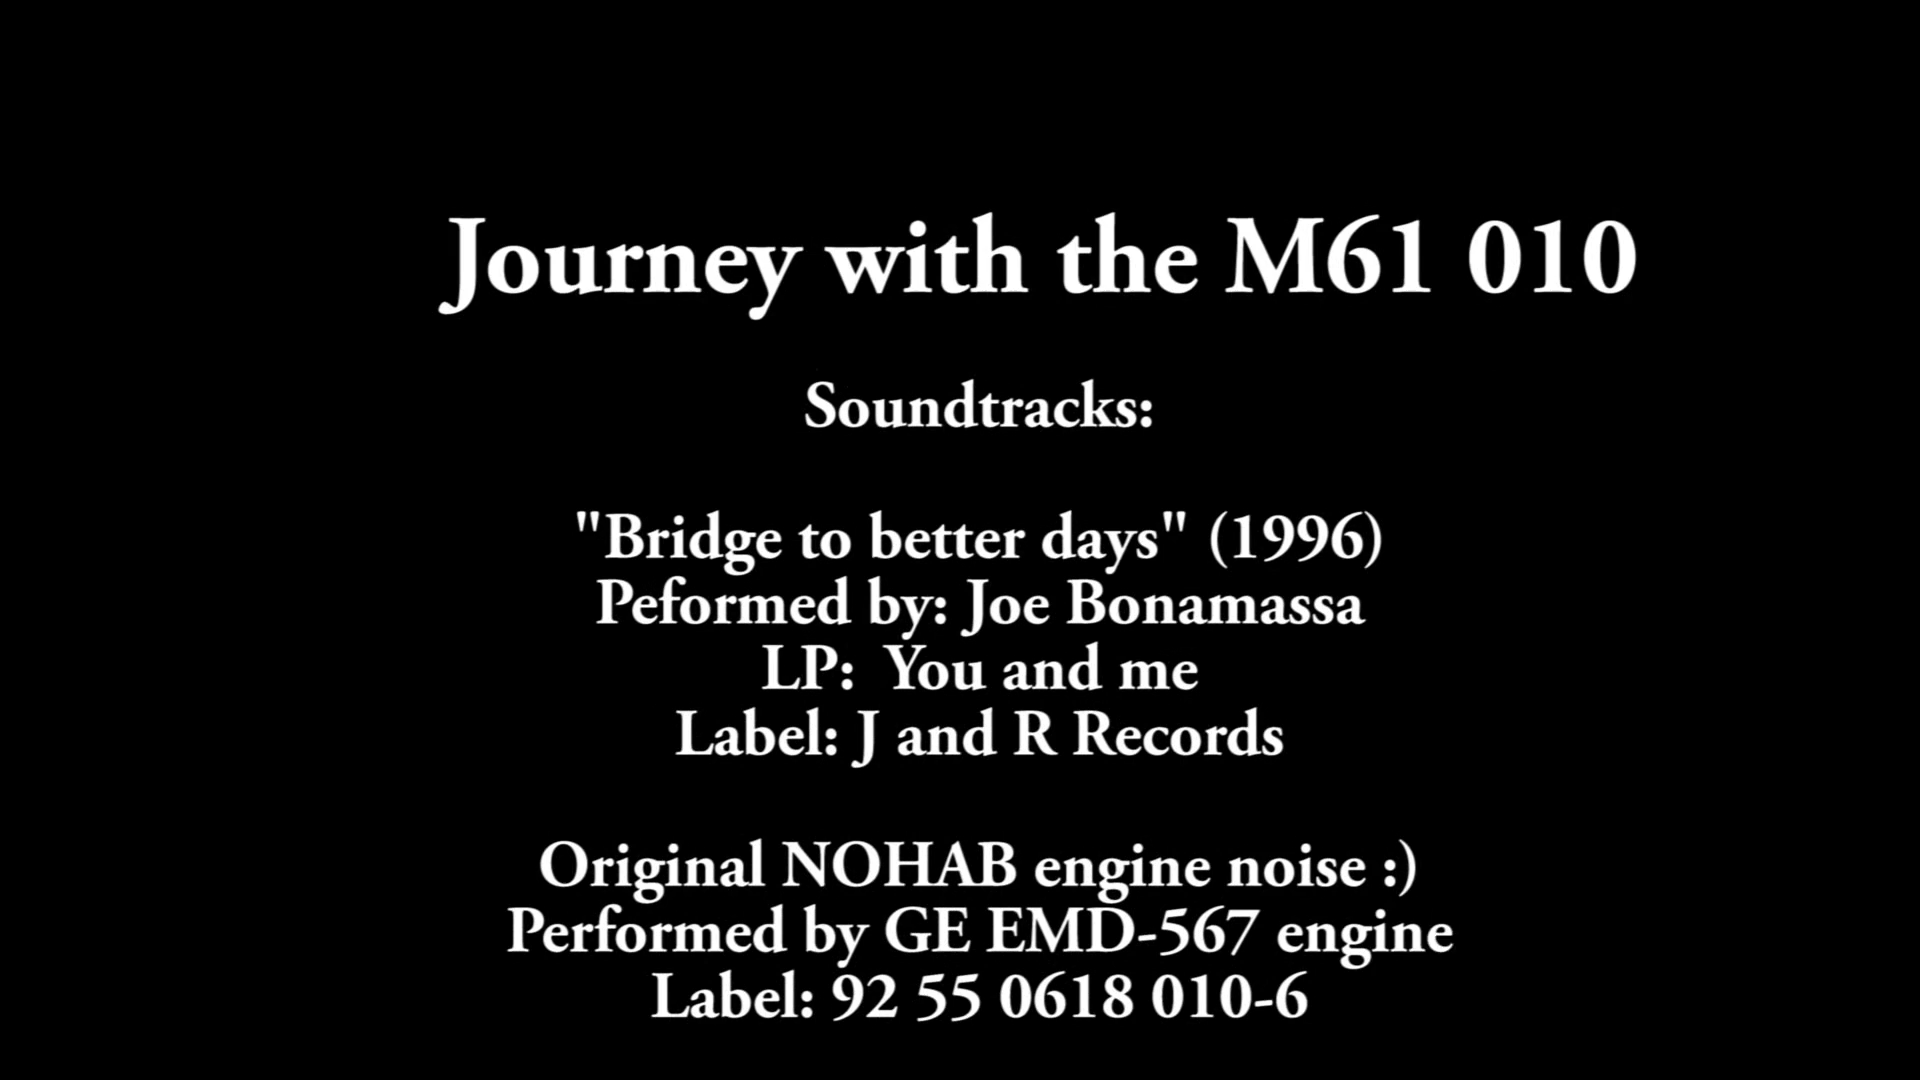 Journey with the M61 010
Soundtracks:
"Bridge to better days" (1996)
Peformed by: Joe Bonamassa
LP:  You and me
Label: J and R Records
Original NOHAB engine noise :)
Performed by GE EMD-567 engine
Label: 92 55 0618 010-6